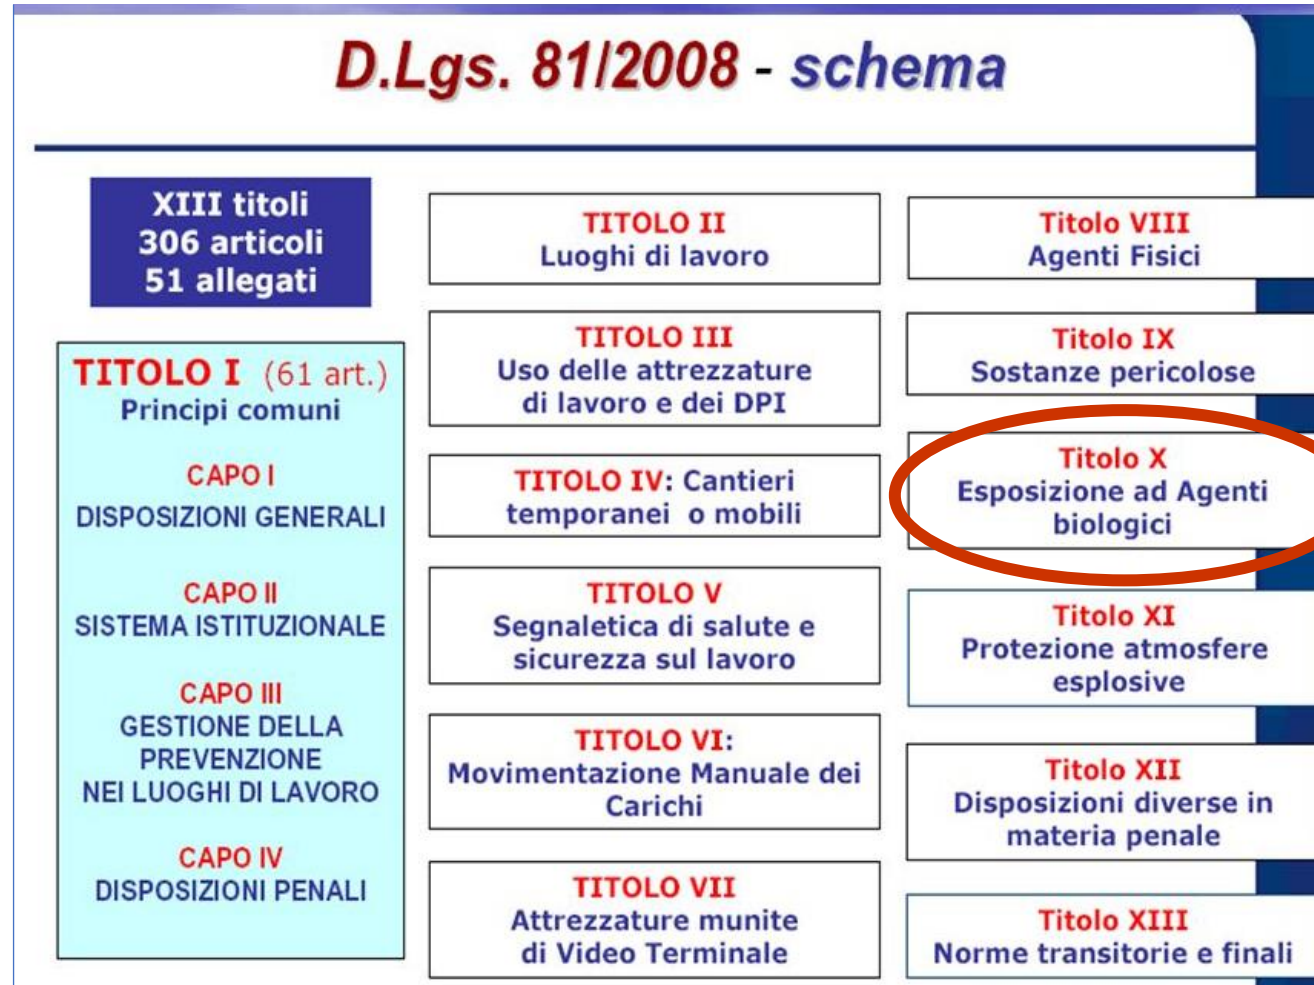 D.Lgs. 81/2008 - schema
XIII titoli
306 articoli
51 allegati
TITOLO I (61 art.)
Principi comuni
CAPO I
DISPOSIZIONI GENERALI
CAPO II
SISTEMA ISTITUZIONALE
CAPO III
GESTIONE DELLA
PREVENZIONE
NEI LUOGHI DI LAVORO
CAPO IV
DISPOSIZIONI PENALI
TITOLO II
Luoghi di lavoro
TITOLO III
Uso delle attrezzature
di lavoro e dei DPI
TITOLO IV: Cantieri
temporanei o mobili
TITOLO V
Segnaletica di salute e
sicurezza sul lavoro
TITOLO VI:
Movimentazione Manuale dei
Carichi
TITOLO VII
Attrezzature munite
di Video Terminale
Titolo VIII
Agenti Fisici
Titolo IX
Sostanze pericolose
Titolo X
Esposizione ad Agenti
biologici
Titolo XI
Protezione atmosfere
esplosive
Titolo XII
Disposizioni diverse in
materia penale
Titolo XIII
Norme transitorie e finali